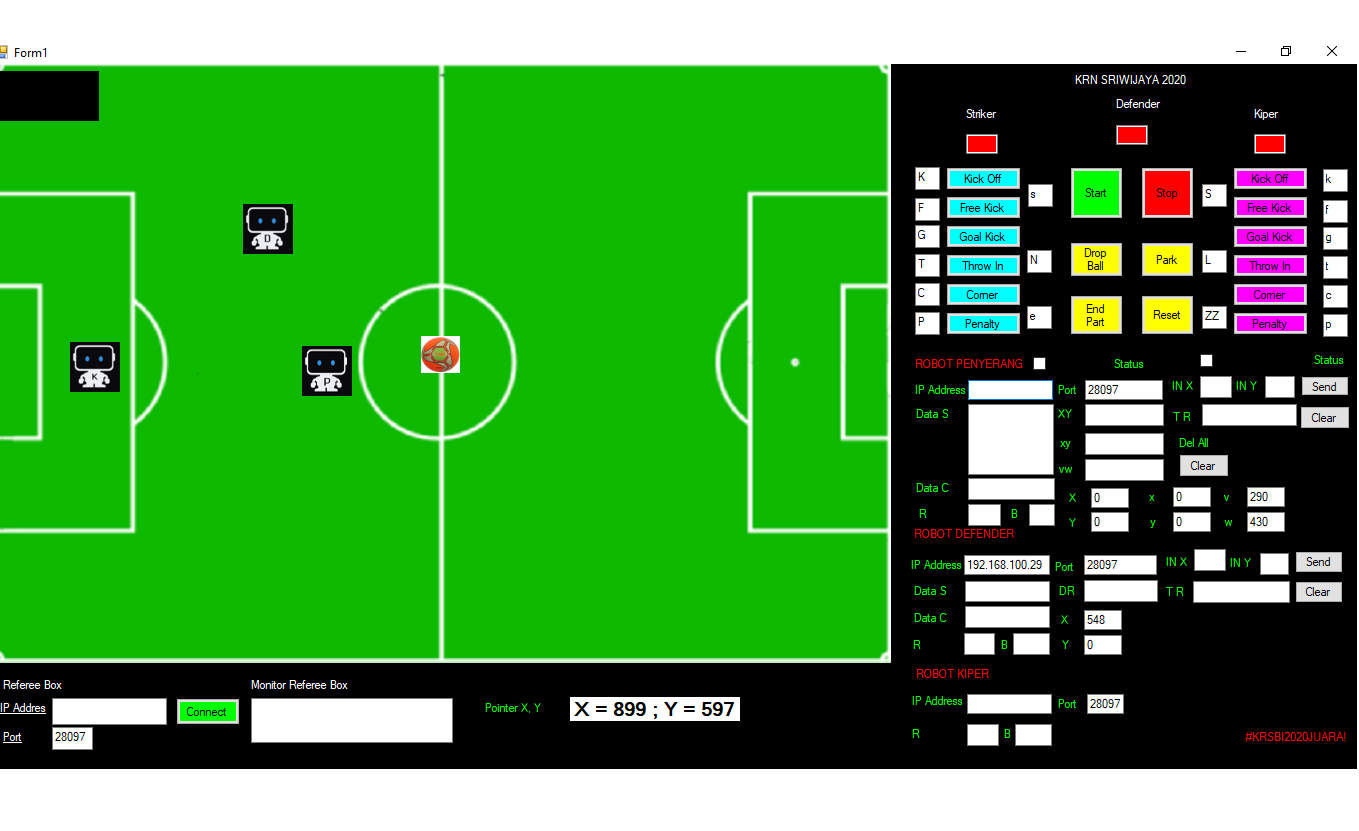 Form1
KRN SRIWIJAYA 2020
Striker Defender Kiper
K Kick Off s Start Stop S Kick Off k
F Free Kick Free Kick f
G Goal Kick Goal Kick g
T Throw In N Drop Ball Park L Throw In t
C Corner Corner c
P Penalty e End Part Reset ZZ Penalty p
D
K
P
ROBOT PENYERANG Status Status
IP Address Port 28097 IN X IN Y Send
Data S XY T R Clear
xy Del All
vw Clear
Data C X 0 x 0 v 290
R B Y 0 y 0 w 430
ROBOT DEFENDER
IP Address 192.168.100.29 Port 28097 IN X IN Y Send
Data S DR T R Clear
Data C X 548
R B Y 0
ROBOT KIPER
IP Address Port 28097
R B #KRSBI2020JUARA!
Referee Box Monitor Referee Box
IP Addres Connect Pointer X, Y X = 899 ; Y = 597
Port 28097